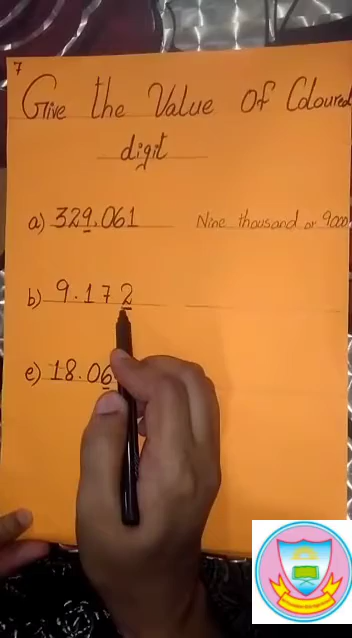 7
Give the Value Of Coloured
digit
a) 329.061 Nine thousand or 9000
b) 9.172
e) 18.06